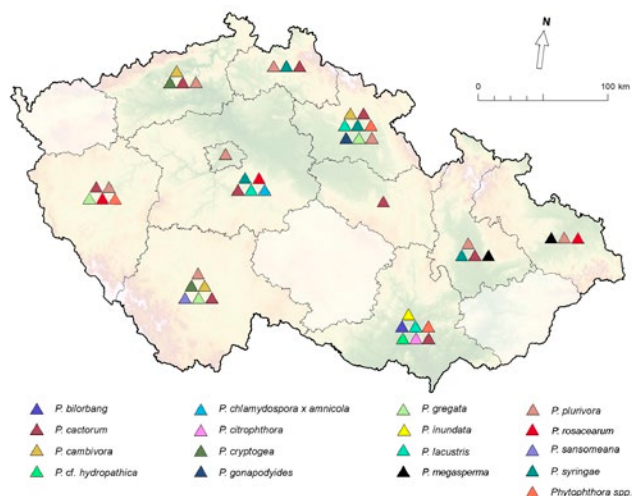 N
0 100 km
P. bilorbang
P. cactorum
P. cambivora
P. cf. hydropathica
P. chlamydospora x amnicola
P. citrophthora
P. cryptogea
P. gonapodyides
P. gregata
P. inundata
P. lacustris
P. megasperma
P. plurivora
P. rosacearum
P. sansomeana
P. syringae
Phytophthora spp.